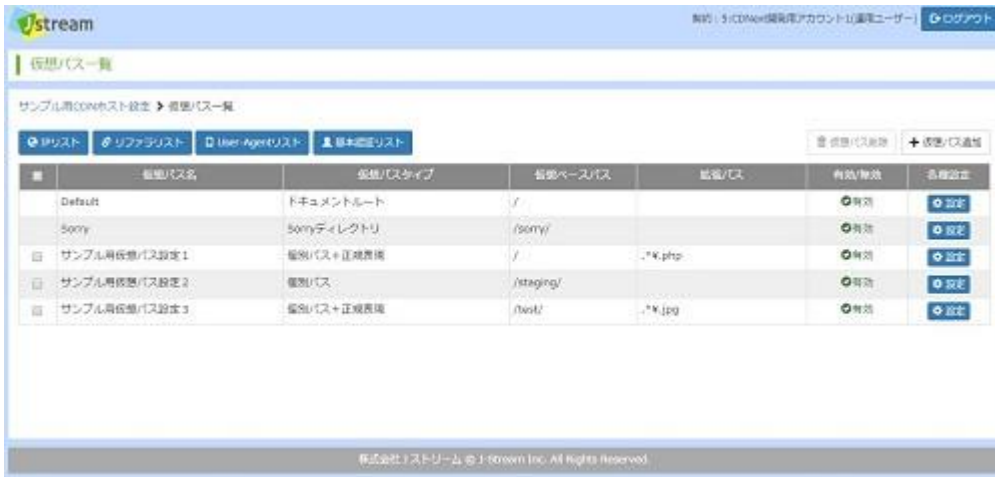 Jstream
契約：5:CDNext開発用アカウント1(運用ユーザー) ログアウト
仮想パス一覧
サンプル用CDNホスト設定 仮想パス一覧
IPリスト リファラリスト User-Agentリスト 基本認証リスト 仮想パス削除 仮想パス追加
仮想パス名 仮想パスタイプ 仮想ベースパス 拡張パス 有効/無効 各種設定
Default ドキュメントルート / 有効 設定
Sorry Sorryディレクトリ /sorry/ 有効 設定
サンプル用仮想パス設定1 個別パス+正規表現 / .*¥.php 有効 設定
サンプル用仮想パス設定2 個別パス /staging/ 有効 設定
サンプル用仮想パス設定3 個別パス+正規表現 /test/ .*¥.jpg 有効 設定
株式会社Jストリーム © J-Stream Inc. All Rights Reserved.